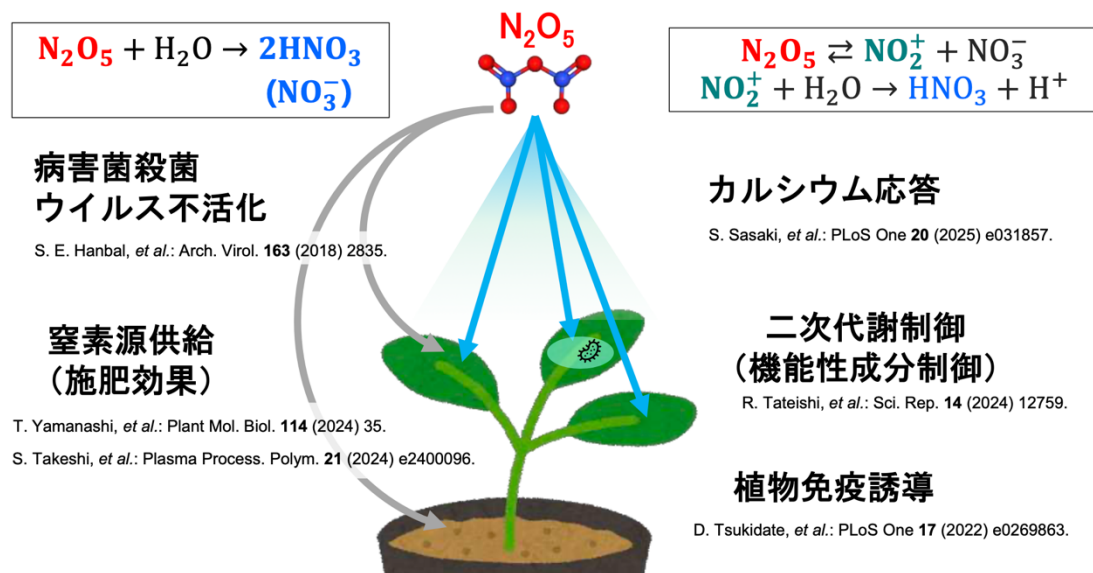 N₂O₅ + H₂O → 2HNO₃
(NO₃⁻)
N₂O₅
N₂O₅ ⇄ NO₂⁺ + NO₃⁻
NO₂⁺ + H₂O → HNO₃ + H⁺
病害菌殺菌
ウイルス不活化
S. E. Hanbal, et al.: Arch. Virol. 163 (2018) 2835.
窒素源供給
(施肥効果)
T. Yamanashi, et al.: Plant Mol. Biol. 114 (2024) 35.
S. Takeshi, et al.: Plasma Process. Polym. 21 (2024) e2400096.
カルシウム応答
S. Sasaki, et al.: PLoS One 20 (2025) e031857.
二次代謝制御
(機能性成分制御)
R. Tateishi, et al.: Sci. Rep. 14 (2024) 12759.
植物免疫誘導
D. Tsukidate, et al.: PLoS One 17 (2022) e0269863.